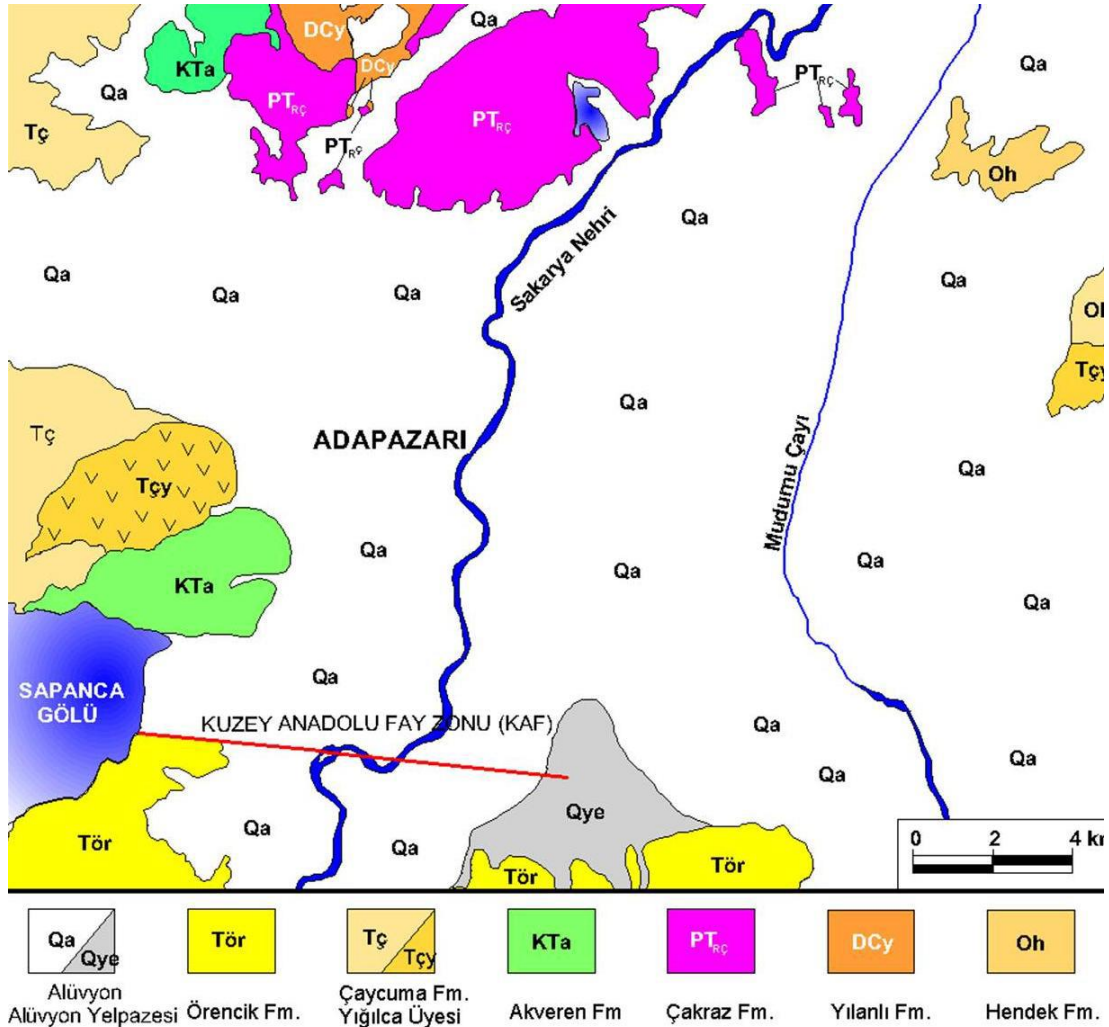 Qa
DCy
KTa
DCy
Qa
Qa
PTRÇ
PTRÇ
PTRÇ
Tç
PTRÇ
Oh
Qa
Sakarya Nehri
Qa
Qa
Qa
Qa
Oh
Tçy
Qa
Tç
ADAPAZARI
Tçy
Qa
Mudurnu Çayı
Qa
Qa
Qa
KTa
Qa
Qa
SAPANCA
GÖLÜ
KUZEY ANADOLU FAY ZONU (KAF)
Qa
Qa
Qa
Qye
Qa
Qa
Tör
Tör
Tör
0 2 4 km
Qa
Qye
Tör
Tç
Tçy
KTa
PTRÇ
DCy
Oh
Alüvyon
Alüvyon Yelpazesi
Örencik Fm.
Çaycuma Fm.
Yığılca Üyesi
Akveren Fm
Çakraz Fm.
Yılanlı Fm.
Hendek Fm.